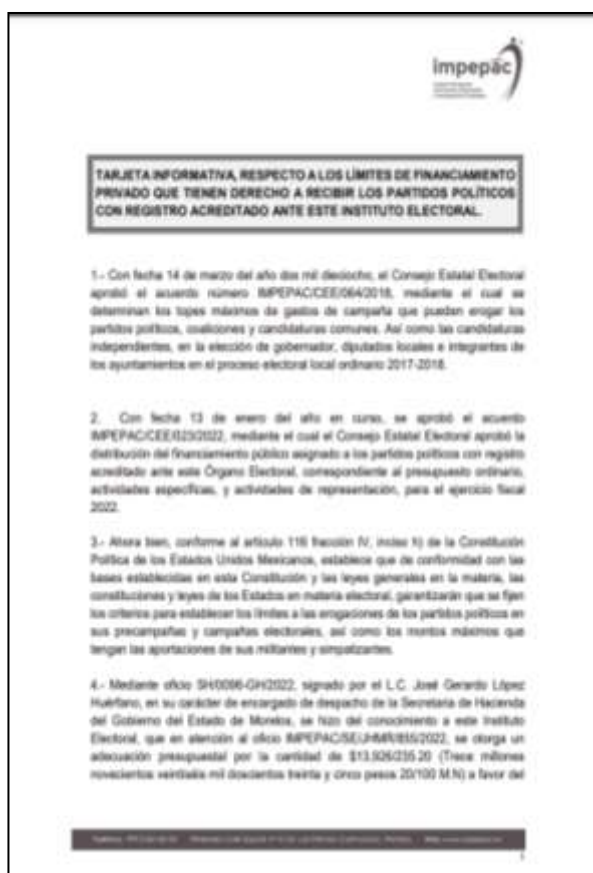 impepac
TARJETA INFORMATIVA, RESPECTO A LOS LÍMITES DE FINANCIAMIENTO
PRIVADO QUE TIENEN DERECHO A RECIBIR LOS PARTIDOS POLÍTICOS
CON REGISTRO ACREDITADO ANTE ESTE INSTITUTO ELECTORAL.
1.- Con fecha 14 de marzo del año dos mil dieciocho, el Consejo Estatal Electoral
aprobó el acuerdo número IMPEPAC/CEE/064/2018, mediante el cual se
determinan los topes máximos de gastos de campaña que puedan erogar los
partidos políticos, coaliciones y candidaturas comunes. Así como las candidaturas
independientes, en la elección de gobernador, diputados locales e integrantes de
los ayuntamientos en el proceso electoral local ordinario 2017-2018.
2. Con fecha 13 de enero del año en curso, se aprobó el acuerdo
IMPEPAC/CEE/023/2022, mediante el cual el Consejo Estatal Electoral aprobó la
distribución del financiamiento público asignado a los partidos políticos con registro
acreditado ante este Órgano Electoral, correspondiente al presupuesto ordinario,
actividades específicas, y actividades de representación, para el ejercicio fiscal
2022.
3.- Ahora bien, conforme al artículo 116 fracción IV, inciso h) de la Constitución
Política de los Estados Unidos Mexicanos, establece que de conformidad con las
bases establecidas en esta Constitución y las leyes generales en la materia, las
constituciones y leyes de los Estados en materia electoral, garantizarán que se fijen
los criterios para establecer los límites a las erogaciones de los partidos políticos en
sus precampañas y campañas electorales, así como los montos máximos que
tengan las aportaciones de sus militantes y simpatizantes.
4.- Mediante oficio SH/0096-GH/2022, signado por el L.C. José Gerardo López
Huérfano, en su carácter de encargado de despacho de la Secretaría de Hacienda
del Gobierno del Estado de Morelos, se hizo del conocimiento a este Instituto
Electoral, que en atención al oficio se otorga un
adecuación presupuestal por la cantidad de $13,926/235.20 (Trece millones
novecientos veintiséis mil doscientos treinta y cinco pesos 20/100 M.N) a favor del